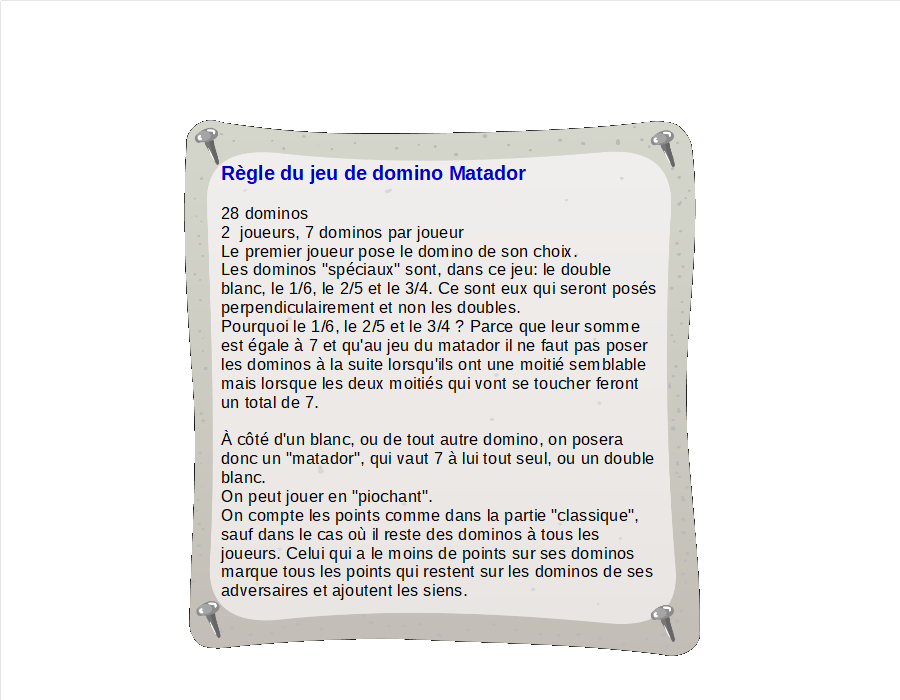 Règle du jeu de domino Matador
28 dominos
2  joueurs, 7 dominos par joueur
Le premier joueur pose le domino de son choix.
Les dominos "spéciaux" sont, dans ce jeu: le double
blanc, le 1/6, le 2/5 et le 3/4. Ce sont eux qui seront posés
perpendiculairement et non les doubles.
Pourquoi le 1/6, le 2/5 et le 3/4 ? Parce que leur somme
est égale à 7 et qu'au jeu du matador il ne faut pas poser
les dominos à la suite lorsqu'ils ont une moitié semblable
mais lorsque les deux moitiés qui vont se toucher feront
un total de 7.
À côté d'un blanc, ou de tout autre domino, on posera
donc un "matador", qui vaut 7 à lui tout seul, ou un double
blanc.
On peut jouer en "piochant".
On compte les points comme dans la partie "classique",
sauf dans le cas où il reste des dominos à tous les
joueurs. Celui qui a le moins de points sur ses dominos
marque tous les points qui restent sur les dominos de ses
adversaires et ajoutent les siens.